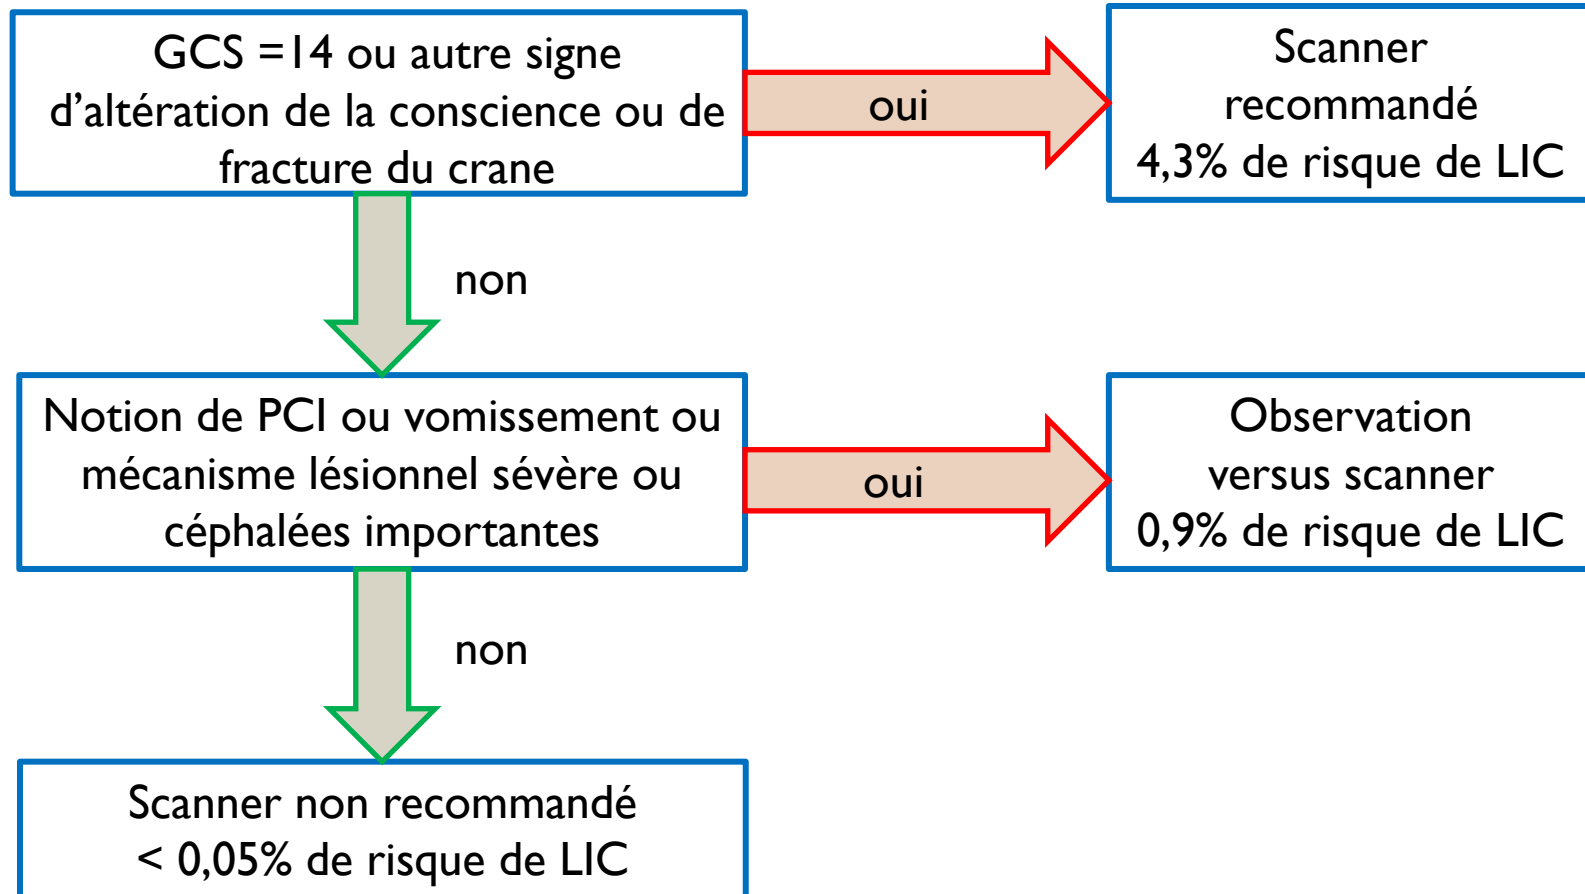 GCS =14 ou autre signe
d'altération de la conscience ou de
fracture du crane
oui
Scanner
recommandé
4,3% de risque de LIC
non
Notion de PCI ou vomissement ou
mécanisme lésionnel sévère ou
céphalées importantes
oui
Observation
versus scanner
0,9% de risque de LIC
non
Scanner non recommandé
< 0,05% de risque de LIC